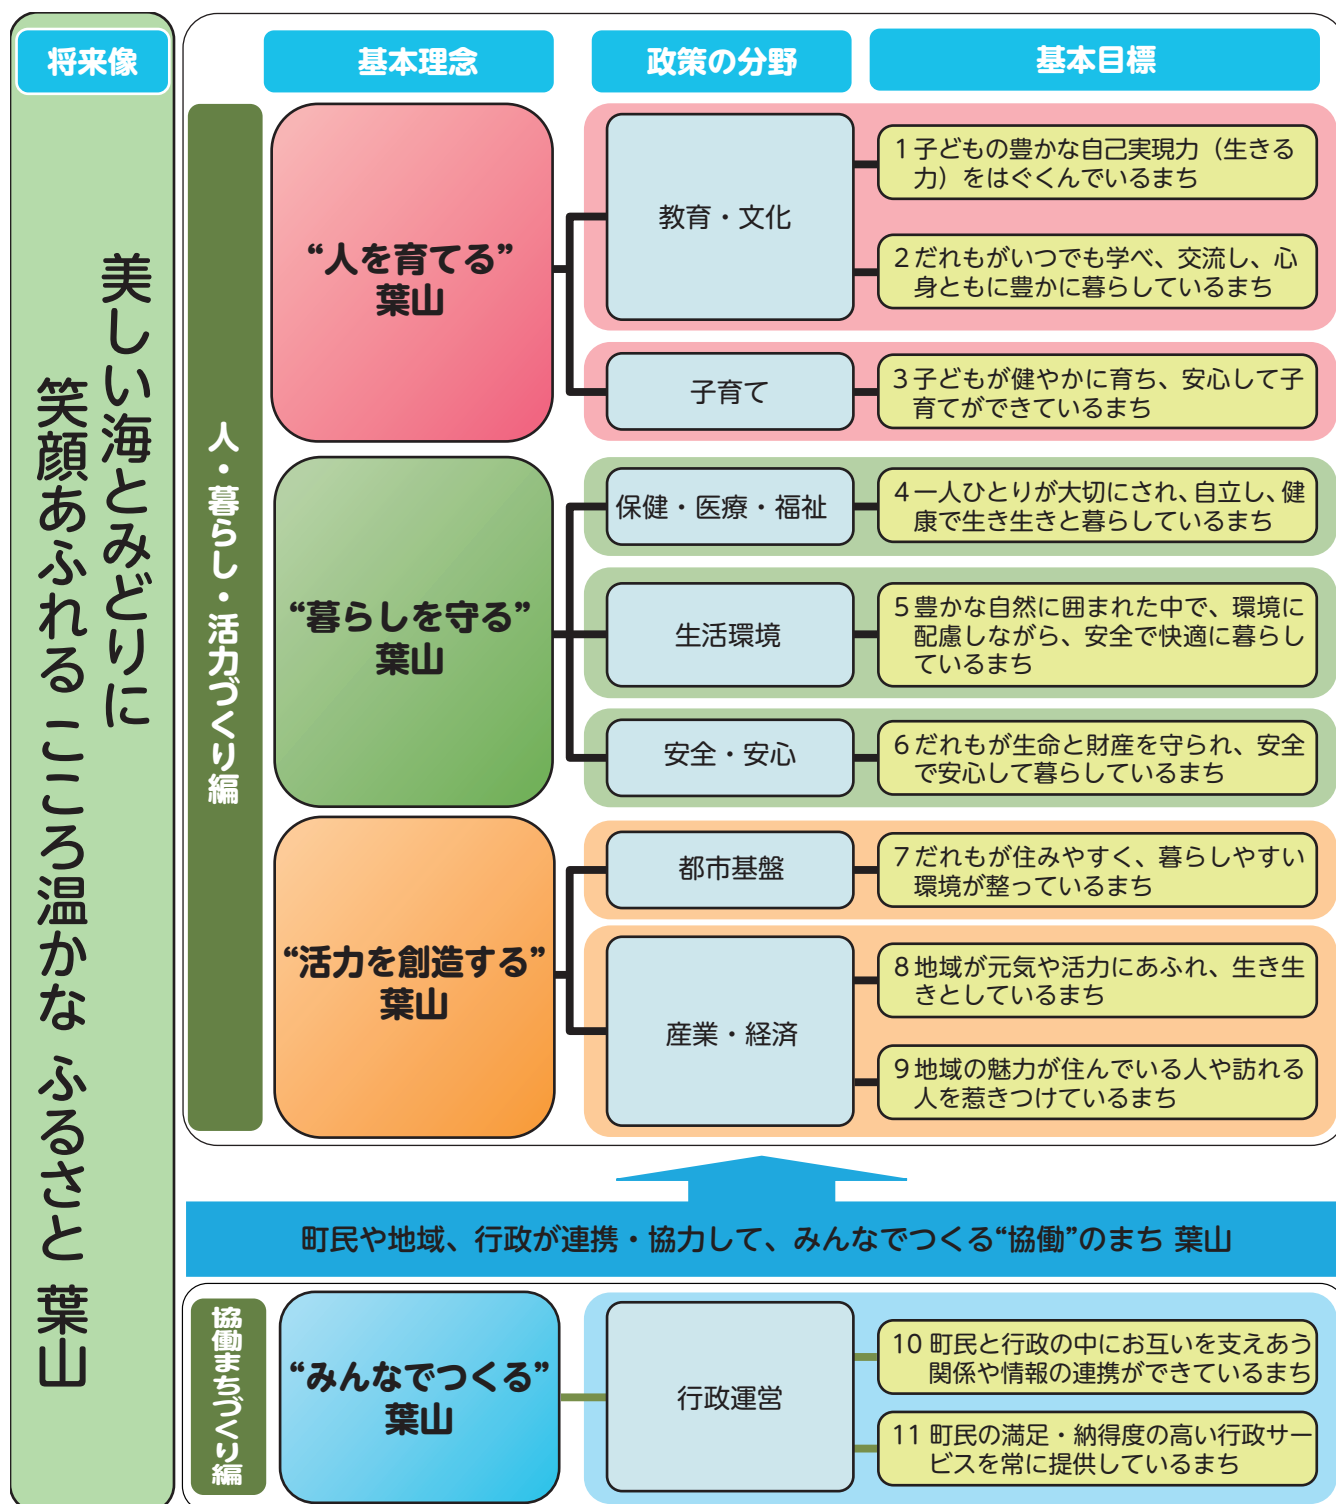 将来像
美しい海とみどりに
笑顔あふれる こころ温かな ふるさと 葉山
基本理念
政策の分野
基本目標
人・暮らし・活力づくり編
“人を育てる”
葉山
教育・文化
1 子どもの豊かな自己実現力（生きる
力）をはぐくんでいるまち
2 だれもがいつでも学べ、交流し、心
身ともに豊かに暮らしているまち
子育て
3 子どもが健やかに育ち、安心して子
育てができているまち
“暮らしを守る”
葉山
保健・医療・福祉
4 一人ひとりが大切にされ、自立し、健
康で生き生きと暮らしているまち
生活環境
5 豊かな自然に囲まれた中で、環境に
配慮しながら、安全で快適に暮らし
ているまち
安全・安心
6 だれもが生命と財産を守られ、安全
で安心して暮らしているまち
“活力を創造する”
葉山
都市基盤
7 だれもが住みやすく、暮らしやすい
環境が整っているまち
産業・経済
8 地域が元気や活力にあふれ、生き生
きとしているまち
9 地域の魅力が住んでいる人や訪れる
人を惹きつけているまち
町民や地域、行政が連携・協力して、みんなでつくる“協働”のまち 葉山
協働まちづくり編
“みんなでつくる”
葉山
行政運営
10 町民と行政の中にお互いを支えあう
関係や情報の連携ができているまち
11 町民の満足・納得度の高い行政サー
ビスを常に提供しているまち